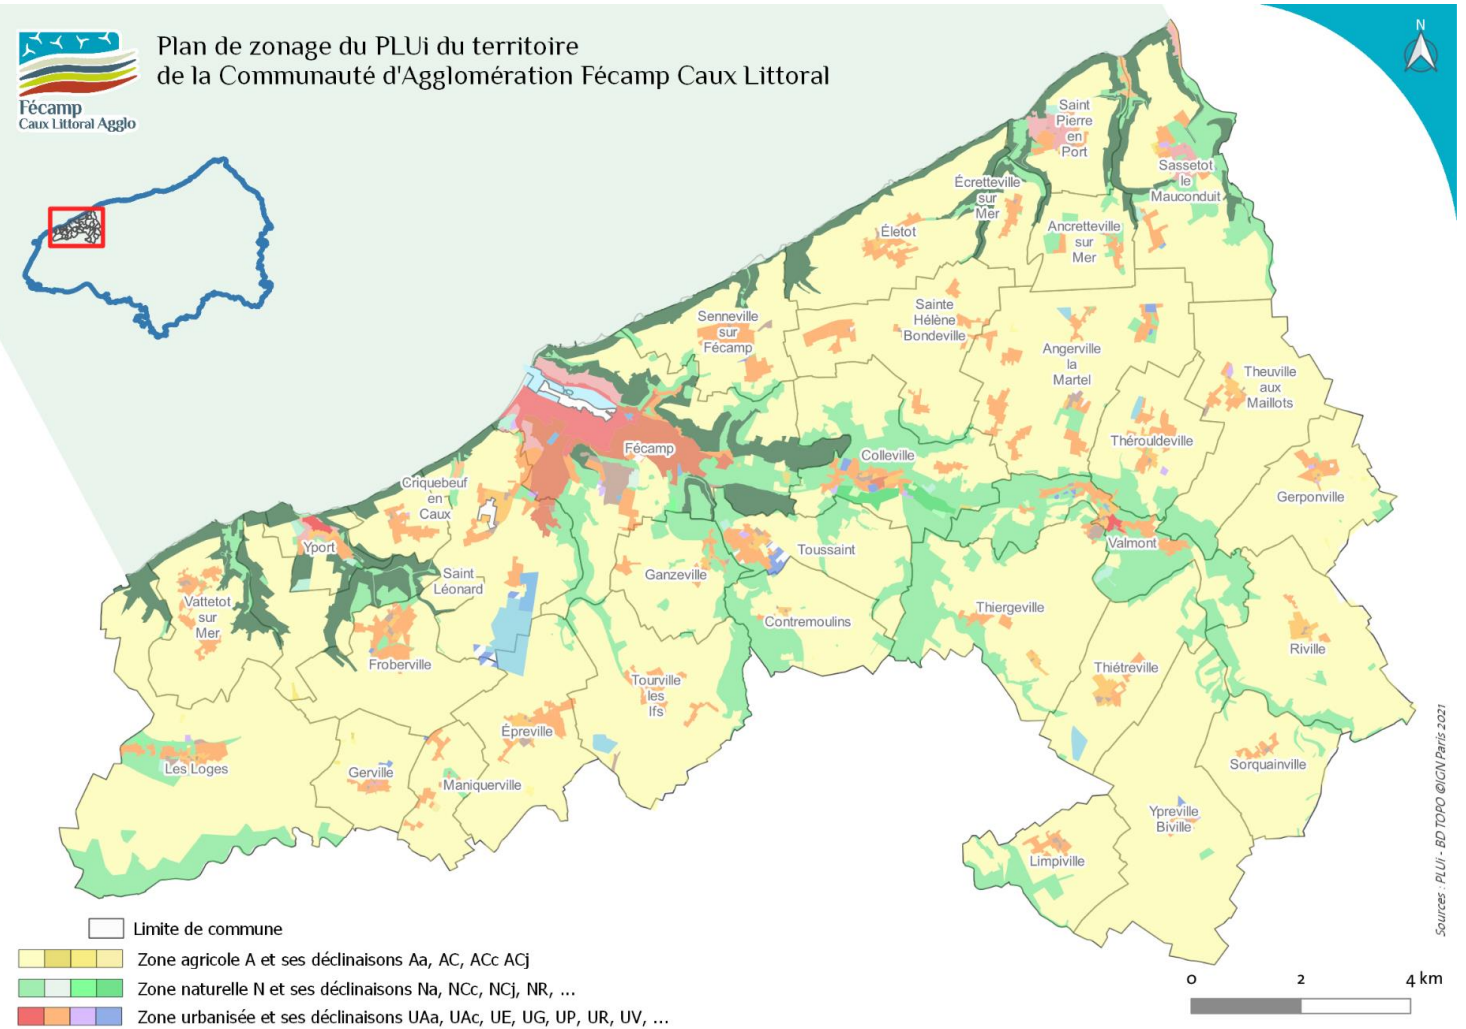 Plan de zonage du PLUi du territoire
de la Communauté d'Agglomération Fécamp Caux Littoral
Fécamp
Caux Littoral Agglo
N
Saint
Pierre
en
Port
Sassetot
le
Mauconduit
Écretteville
sur
Mer
Életot
Ancretteville
sur
Mer
Senneville
sur
Fécamp
Sainte
Hélène
Bondeville
Angerville
la
Martel
Theuville
aux
Maillots
Thérouldeville
Fécamp
Colleville
Gerponville
Criquebeuf
en
Caux
Yport
Valmont
Toussaint
Saint
Léonard
Ganzeville
Vattetot
sur
Mer
Contremoulins
Thiergeville
Froberville
Riville
Thiétreville
Tourville
les
Ifs
Épreville
Les Loges
Gerville
Maniquerville
Sorquainville
Ypreville
Biville
Limpiville
Limite de commune
Zone agricole A et ses déclinaisons Aa, AC, ACc ACj
Zone naturelle N et ses déclinaisons Na, NCc, NCj, NR, ...
Zone urbanisée et ses déclinaisons UAa, UAc, UE, UG, UP, UR, UV, ...
0 2 4 km
Sources : PLUi - BD TOPO ©IGN Paris 2021